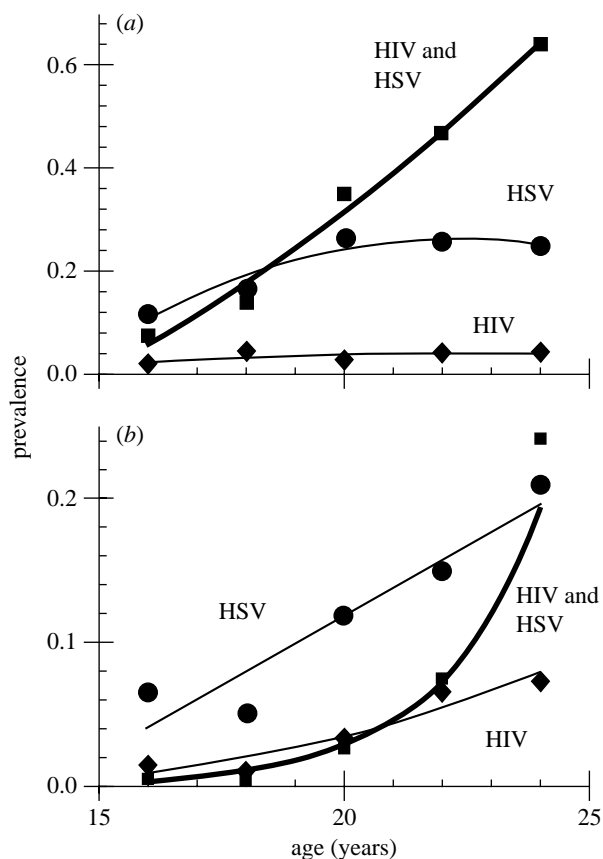 (a)
0.6
HIV and
HSV
0.4
HSV
0.2
HIV
0.0
prevalence
(b)
0.2
HIV and
HSV
HSV
0.1
HIV
0.0
15
20
25
age (years)